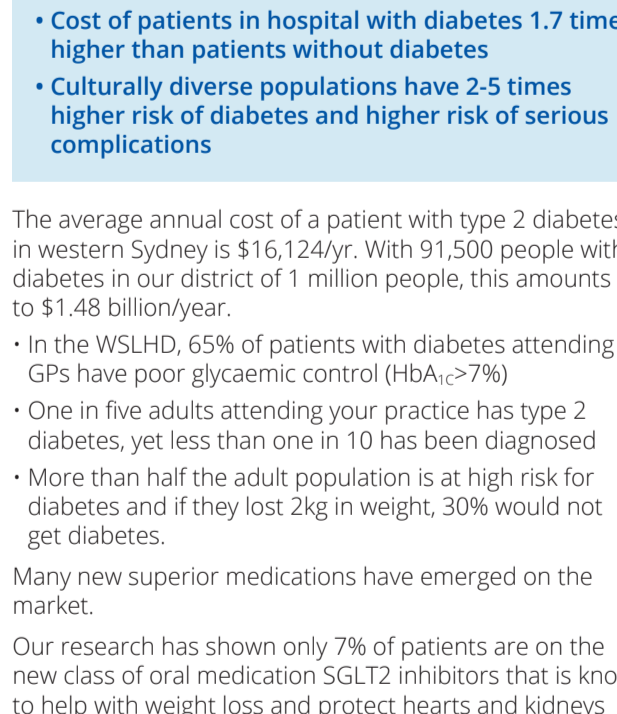 • Cost of patients in hospital with diabetes 1.7
higher than patients without diabetes
• Culturally diverse populations have 2-5 times
higher risk of diabetes and higher risk of serious
complications
The average annual cost of a patient with type 2
in western Sydney is $16,124/yr. With 91,500 people
diabetes in our district of 1 million people, this amounts
to $1.48 billion/year.
• In the WSLHD, 65% of patients with diabetes attending
GPs have poor glycaemic control (HbA₁c>7%)
• One in five adults attending your practice has type 2
diabetes, yet less than one in 10 has been diagnosed
• More than half the adult population is at high risk for
diabetes and if they lost 2kg in weight, 30% would not
get diabetes.
Many new superior medications have emerged on the
market.
Our research has shown only 7% of patients are on the
new class of oral medication SGLT2 inhibitors that is
to help with weight loss and protect hearts and kidneys